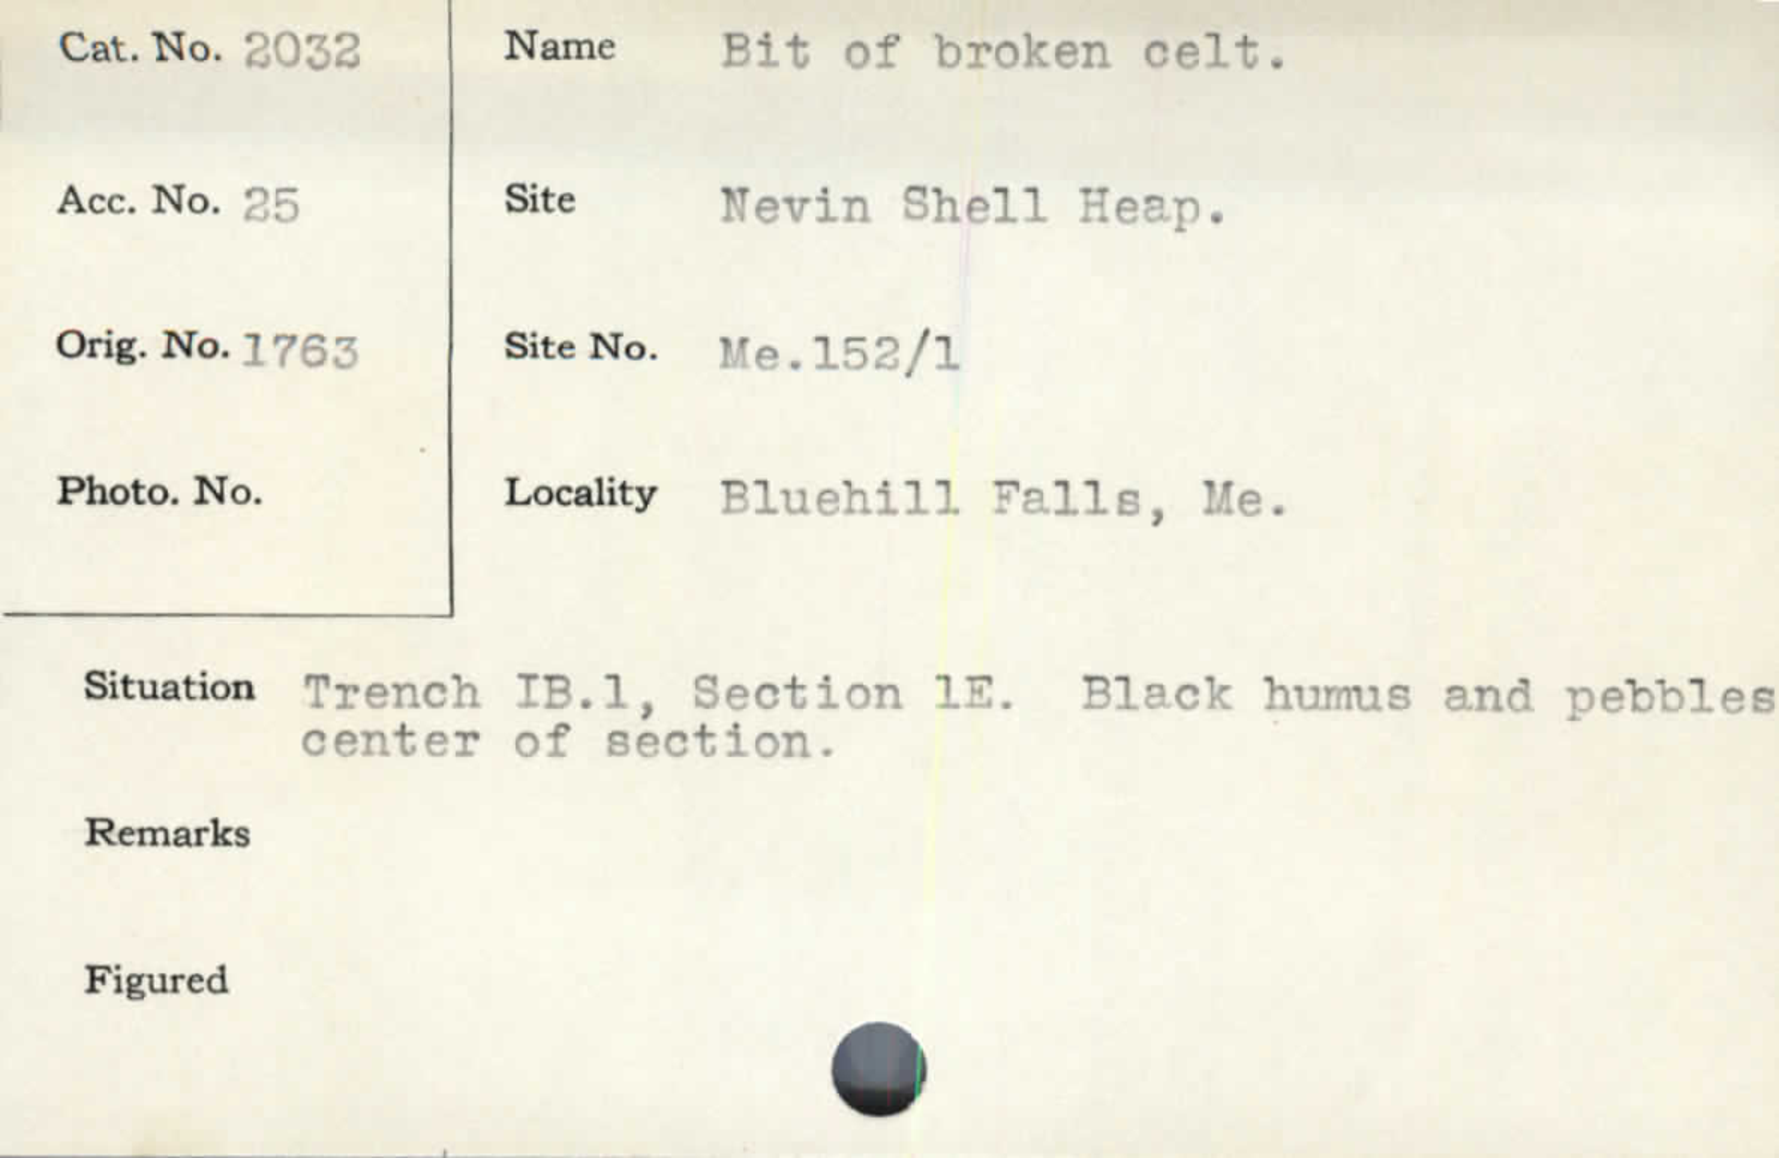 Cat. No. 2032
Name Bit of broken celt.
Acc. No. 25
Site Nevin Shell Heap.
Orig. No. 1763
Site No. Me.152/1
Photo. No.
Locality Bluehill Falls, Me.
Situation Trench IB.1, Section 1E. Black humus and pebbles
center of section.
Remarks
Figured